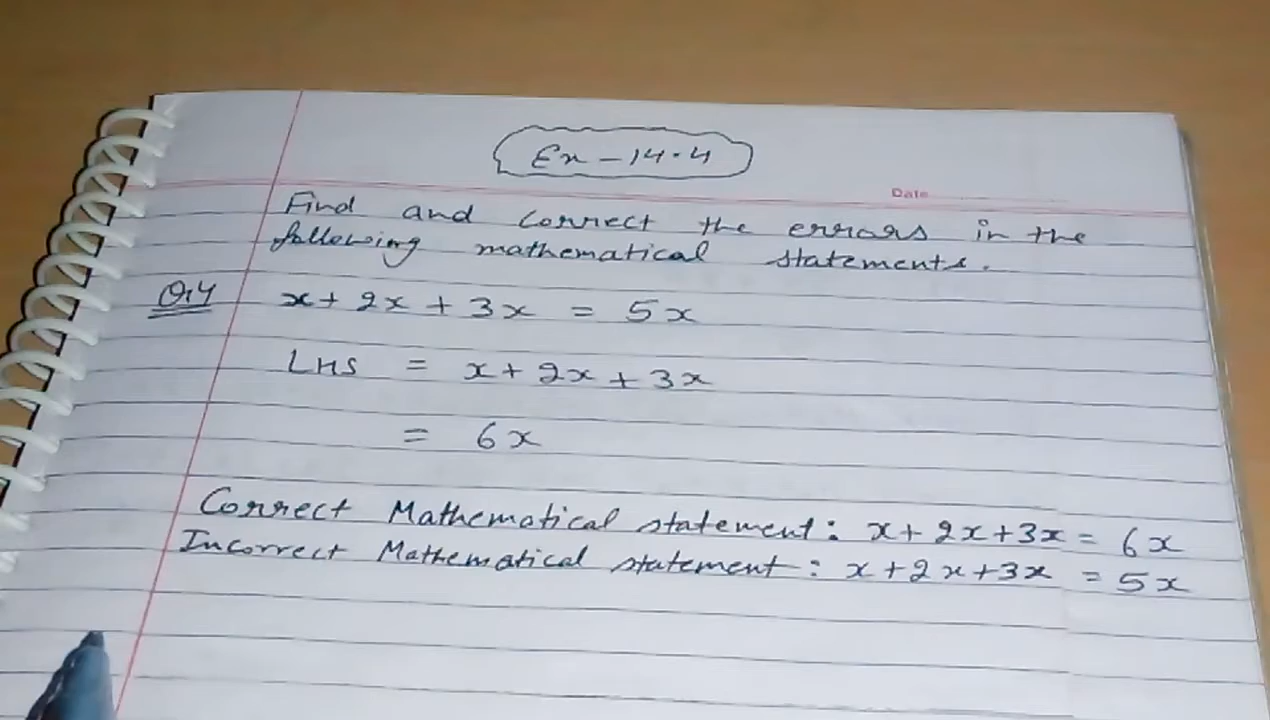 Ex - 14.4
Date
Find and correct the errors in the
following mathematical statements.
Q.4 x + 2x + 3x = 5x
LHS = x + 2x + 3x
= 6x
Correct Mathematical statement: x + 2x + 3x = 6x
Incorrect Mathematical statement: x + 2x + 3x = 5x